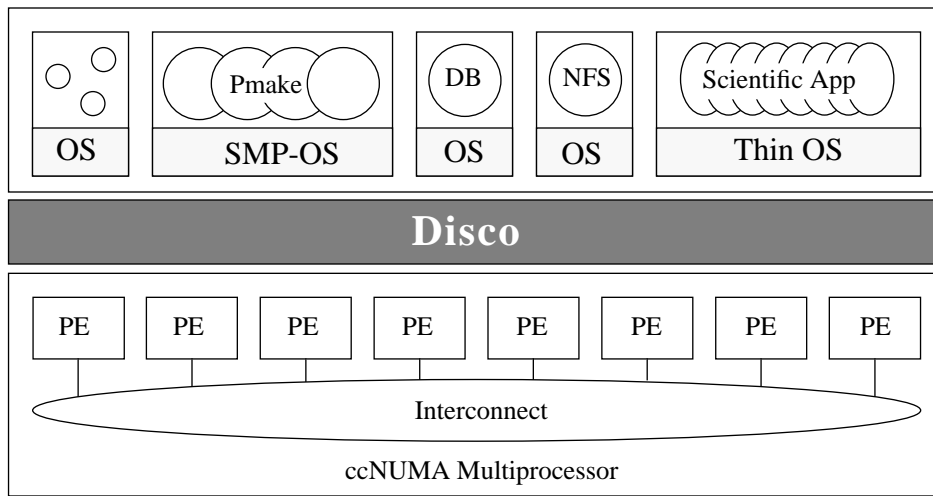 Pmake DB NFS Scientific App
OS SMP-OS OS OS Thin OS
Disco
PE PE PE PE PE PE PE PE
Interconnect
ccNUMA Multiprocessor